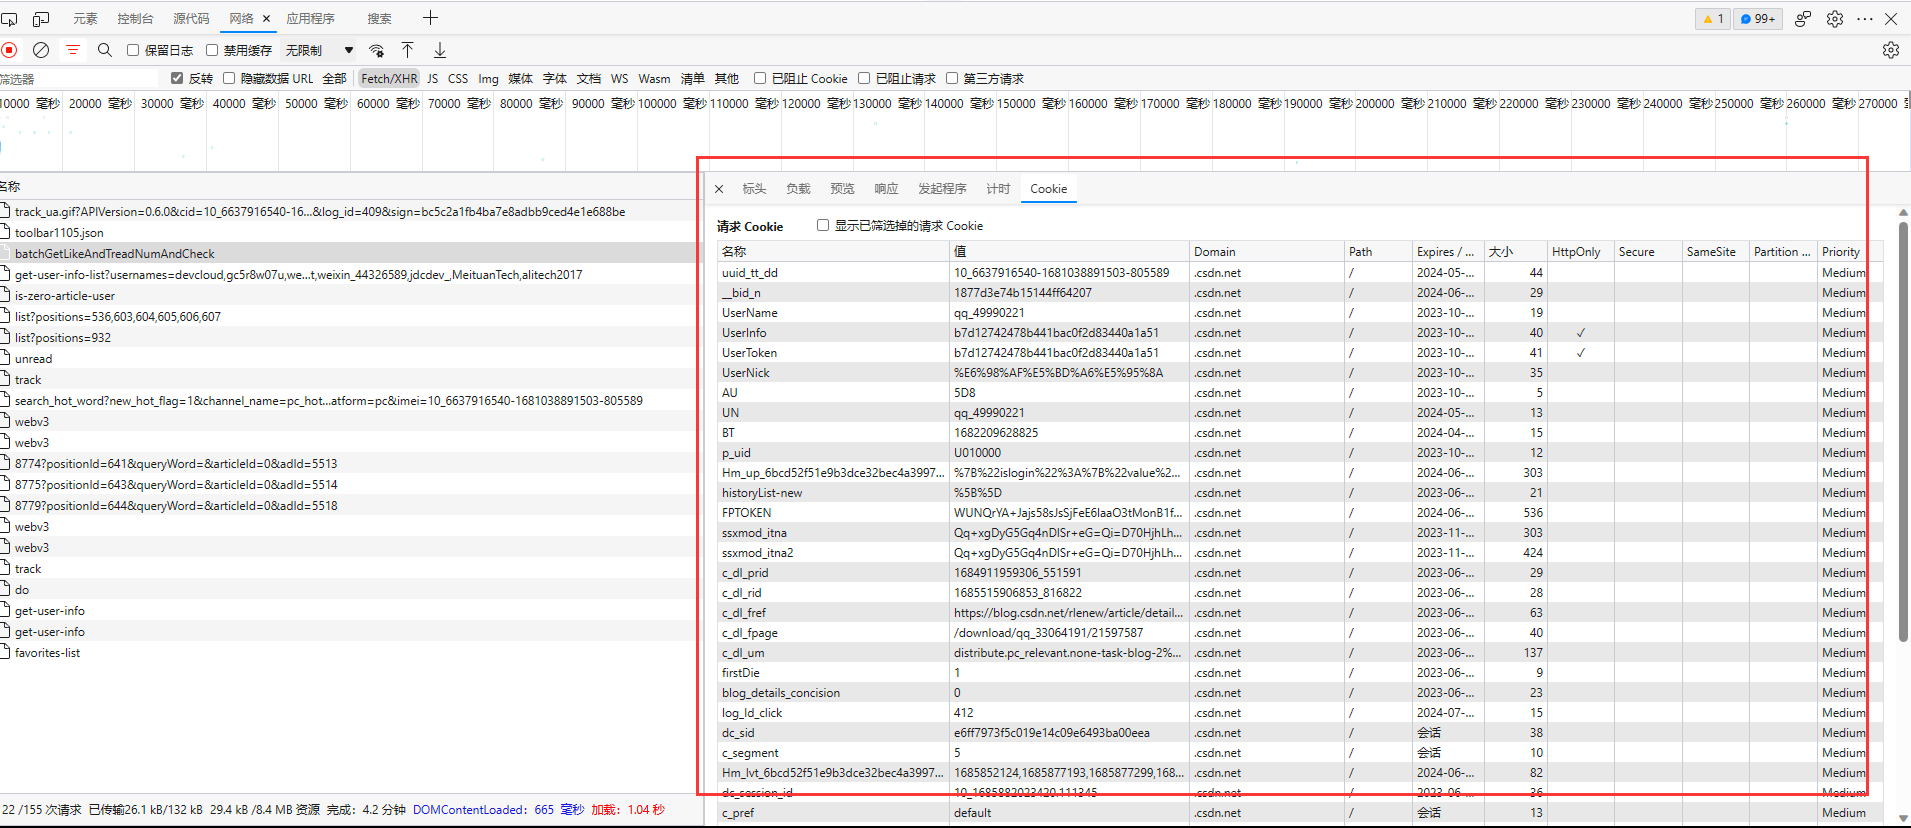 元素 控制台 源代码 网络 × 应用程序 搜索 1 99+
保留日志 禁用缓存 无限制
筛选器 反转 隐藏数据 URL 全部 Fetch/XHR JS CSS Img 媒体 字体 文档 WS Wasm 清单 其他 已阻止 Cookie 已阻止请求 第三方请求
10000 毫秒 20000 毫秒 30000 毫秒 40000 毫秒 50000 毫秒 60000 毫秒 70000 毫秒 80000 毫秒 90000 毫秒 100000 毫秒 110000 毫秒 120000 毫秒 130000 毫秒 140000 毫秒 150000 毫秒 160000 毫秒 170000 毫秒 180000 毫秒 190000 毫秒 200000 毫秒 210000 毫秒 220000 毫秒 230000 毫秒 240000 毫秒 250000 毫秒 260000 毫秒 270000
名称
track_ua.gif?APIVersion=0.6.0&cid=10_6637916540-16...&log_id=409&sign=bc5c2a1fb4ba7e8adbb9ced4e1e688be
toolbar1105.json
batchGetLikeAndTreadNumAndCheck
get-user-info-list?usernames=devcloud,gc5r8w07u,we...t,weixin_44326589,jdcdev_,MeituanTech,alitech2017
is-zero-article-user
list?positions=536,603,604,605,606,607
list?positions=932
unread
track
search_hot_word?new_hot_flag=1&channel_name=pc_hot...atform=pc&imei=10_6637916540-1681038891503-805589
webv3
webv3
8774?positionId=641&queryWord=&articleId=0&adId=5513
8775?positionId=643&queryWord=&articleId=0&adId=5514
8779?positionId=644&queryWord=&articleId=0&adId=5518
webv3
webv3
track
do
get-user-info
get-user-info
favorites-list
22 /155 次请求 已传输26.1 kB/132 kB 29.4 kB /8.4 MB 资源 完成：4.2 分钟 DOMContentLoaded：665 毫秒 加载：1.04 秒
× 标头 负载 预览 响应 发起程序 计时 Cookie
请求 Cookie 显示已筛选掉的请求 Cookie
名称 值 Domain Path Expires / ... 大小 HttpOnly Secure SameSite Partition ... Priority
uuid_tt_dd 10_6637916540-1681038891503-805589 .csdn.net / 2024-05-... 44 Medium
__bid_n 1877d3e74b15144ff64207 .csdn.net / 2024-06-... 29 Medium
UserName qq_49990221 .csdn.net / 2023-10-... 19 Medium
UserInfo b7d12742478b441bac0f2d83440a1a51 .csdn.net / 2023-10-... 40 ✓ Medium
UserToken b7d12742478b441bac0f2d83440a1a51 .csdn.net / 2023-10-... 41 ✓ Medium
UserNick %E6%98%AF%E5%BD%A6%E5%95%8A .csdn.net / 2023-10-... 35 Medium
AU 5D8 .csdn.net / 2023-10-... 5 Medium
UN qq_49990221 .csdn.net / 2024-05-... 13 Medium
BT 1682209628825 .csdn.net / 2024-04-... 15 Medium
p_uid U010000 .csdn.net / 2023-10-... 12 Medium
Hm_up_6bcd52f51e9b3dce32bec4a3997... %7B%22islogin%22%3A%7B%22value%2... .csdn.net / 2024-06-... 303 Medium
historyList-new %5B%5D .csdn.net / 2023-06-... 21 Medium
FPTOKEN WUNQrYA+Jajs58sJsSjFeE6IaaO3tMonB1f... .csdn.net / 2024-06-... 536 Medium
ssxmod_itna Qq+xgDyG5Gq4nDISr+eG=Qi=D70HjhLh... .csdn.net / 2023-11-... 303 Medium
ssxmod_itna2 Qq+xgDyG5Gq4nDISr+eG=Qi=D70HjhLh... .csdn.net / 2023-11-... 424 Medium
c_dl_prid 1684911959306_551591 .csdn.net / 2023-06-... 29 Medium
c_dl_rid 1685515906853_816822 .csdn.net / 2023-06-... 28 Medium
c_dl_fref https://blog.csdn.net/rlenew/article/detail... .csdn.net / 2023-06-... 63 Medium
c_dl_fpage /download/qq_33064191/21597587 .csdn.net / 2023-06-... 40 Medium
c_dl_um distribute.pc_relevant.none-task-blog-2%... .csdn.net / 2023-06-... 137 Medium
firstDie 1 .csdn.net / 2023-06-... 9 Medium
blog_details_concision 0 .csdn.net / 2023-06-... 23 Medium
log_Id_click 412 .csdn.net / 2024-07-... 15 Medium
dc_sid e6ff7973f5c019e14c09e6493ba00eea .csdn.net / 会话 38 Medium
c_segment 5 .csdn.net / 会话 10 Medium
Hm_lvt_6bcd52f51e9b3dce32bec4a3997... 1685852124,1685877193,1685877299,168... .csdn.net / 2024-06-... 82 Medium
dc_session_id 10_1685882023420.111345 .csdn.net / 2023-06-... 36 Medium
c_pref default .csdn.net / 会话 13 Medium